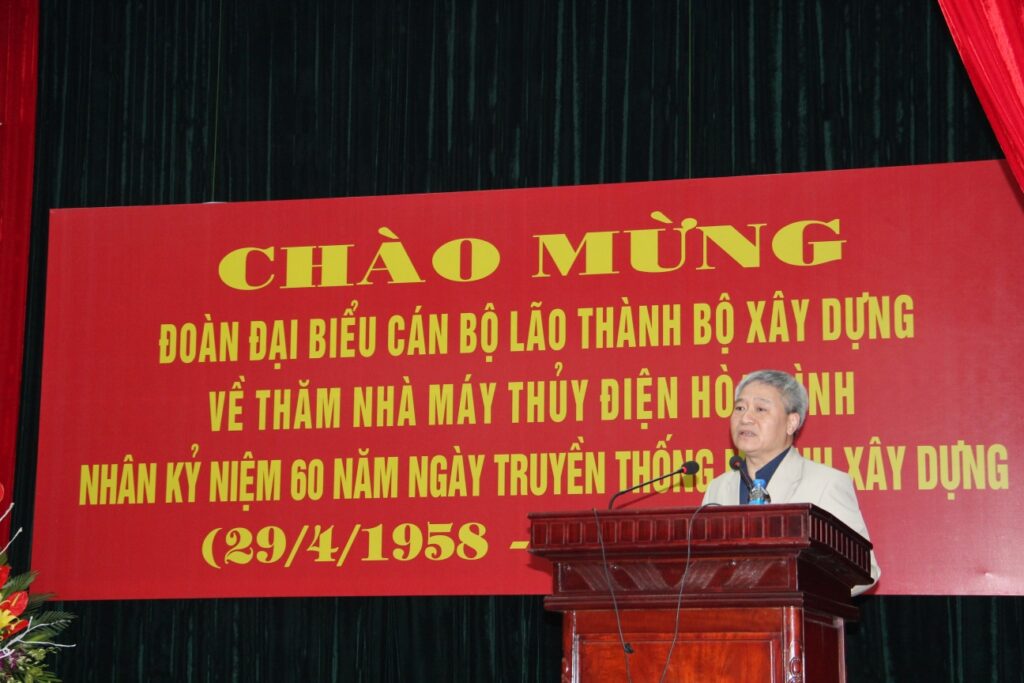 CHÀO MỪNG
ĐOÀN ĐẠI BIỂU CÁN BỘ LÃO THÀNH BỘ XÂY DỰNG
VỀ THĂM NHÀ MÁY THỦY ĐIỆN
NHÂN KỶ NIỆM 60 NĂM NGÀY TRUYỀN THỐNG XÂY DỰNG
(29/4/1958 -